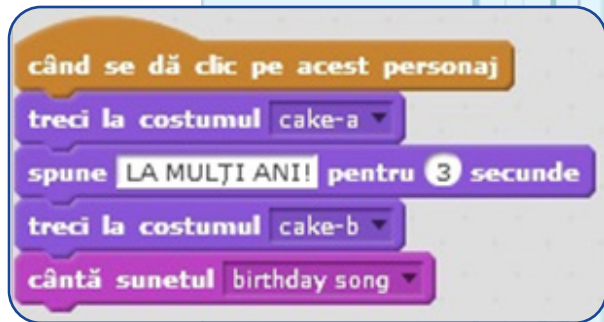 când se dă clic pe acest personaj
treci la costumul cake-a
spune LA MULȚI ANI! pentru 3 secunde
treci la costumul cake-b
cântă sunetul birthday song